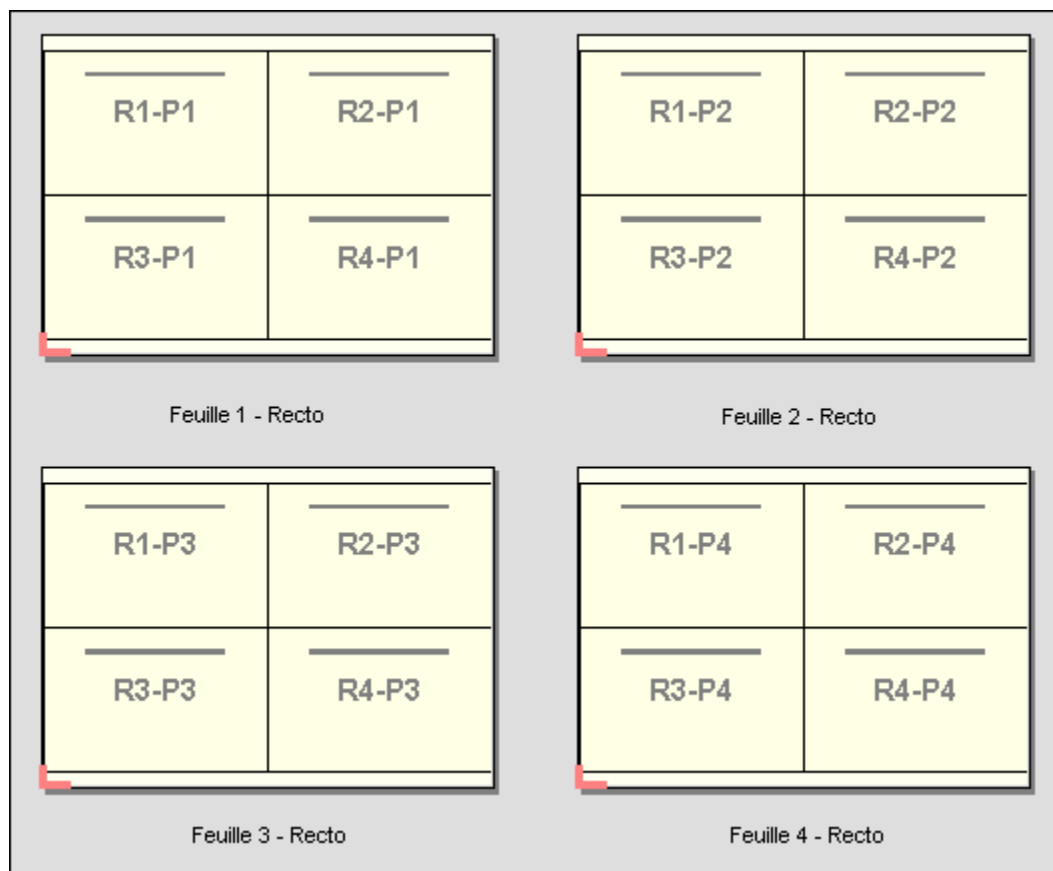 R1-P1 R2-P1
R3-P1 R4-P1
Feuille 1 - Recto
R1-P2 R2-P2
R3-P2 R4-P2
Feuille 2 - Recto
R1-P3 R2-P3
R3-P3 R4-P3
Feuille 3 - Recto
R1-P4 R2-P4
R3-P4 R4-P4
Feuille 4 - Recto